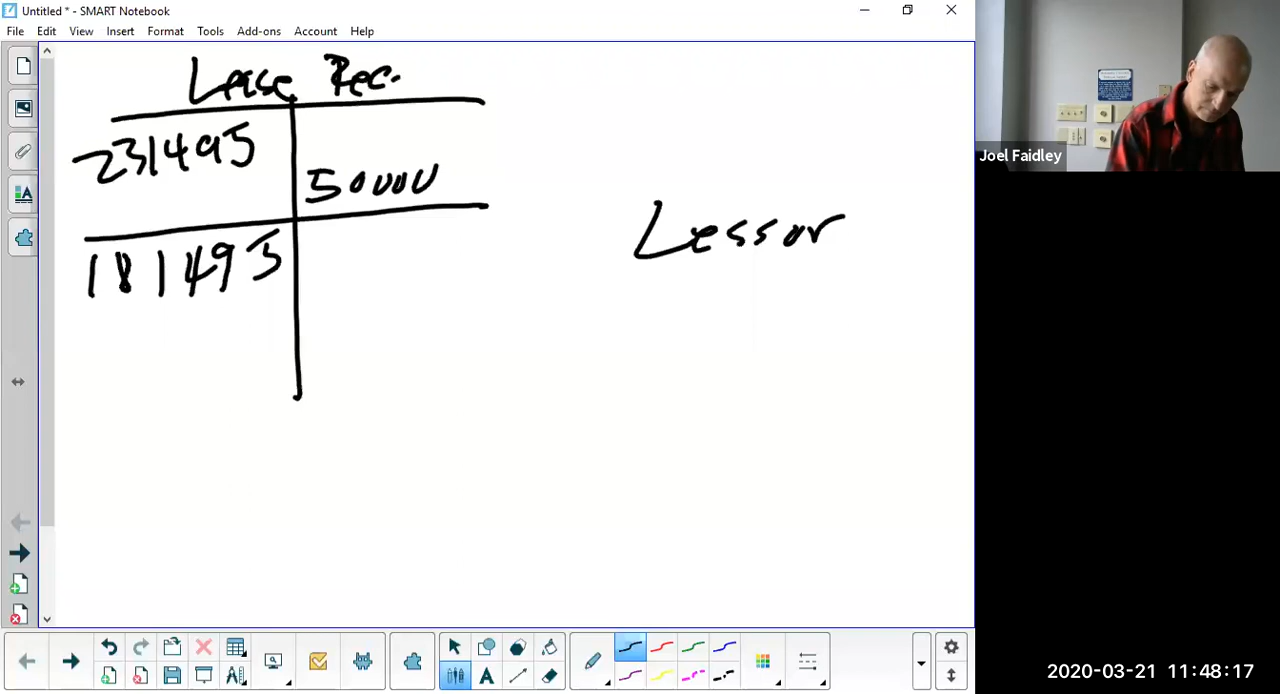 Untitled * - SMART Notebook
File Edit View Insert Format Tools Add-ons Account Help
Lease Rec.
231495
50000
181495
Lessor
Joel Faidley
2020-03-21 11:48:17